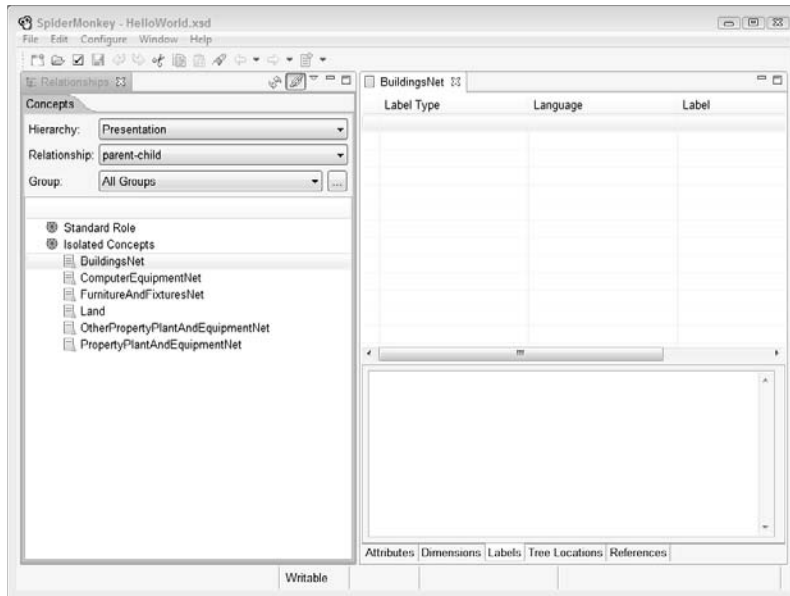 SpiderMonkey - HelloWorld.xsd
File Edit Configure Window Help
Relationships
Concepts
Hierarchy: Presentation
Relationship: parent-child
Group: All Groups ...
Standard Role
Isolated Concepts
BuildingsNet
ComputerEquipmentNet
FurnitureAndFixturesNet
Land
OtherPropertyPlantAndEquipmentNet
PropertyPlantAndEquipmentNet
BuildingsNet
Label Type Language Label
Attributes Dimensions Labels Tree Locations References
Writable